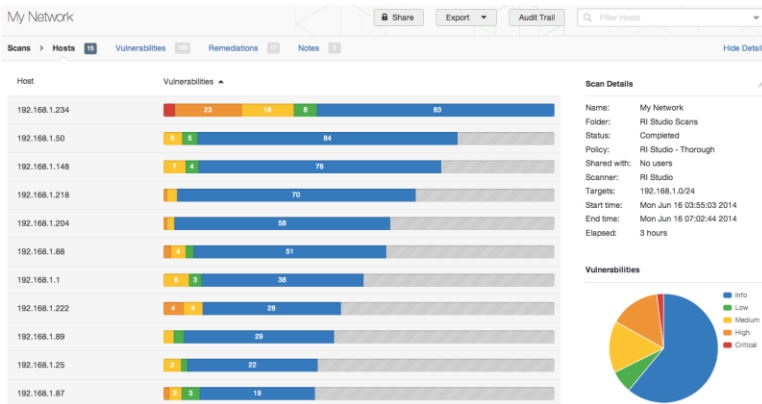 My Network
Share
Export
Audit Trail
Filter Hosts
Scans > Hosts 15
Vulnerabilities
Remediations 17
Notes
Hide Detail
Host
Vulnerabilities
192.168.1.234
23 18 8 83
192.168.1.50
6 5 84
192.168.1.148
7 4 76
192.168.1.218
70
192.168.1.204
58
192.168.1.88
4 51
192.168.1.1
6 3 36
192.168.1.222
4 4 28
192.168.1.89
29
192.168.1.25
3 22
192.168.1.87
2 3 19
Scan Details
Name: My Network
Folder: RI Studio Scans
Status: Completed
Policy: RI Studio - Thorough
Shared with: No users
Scanner: RI Studio
Targets: 192.168.1.0/24
Start time: Mon Jun 16 03:55:03 2014
End time: Mon Jun 16 07:02:44 2014
Elapsed: 3 hours
Vulnerabilities
Info
Low
Medium
High
Critical